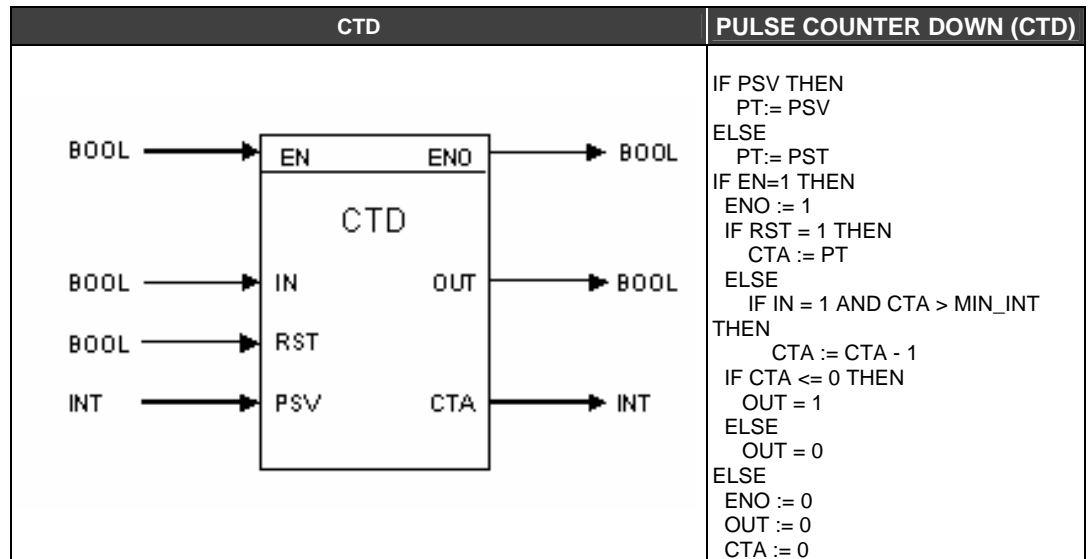 CTD
PULSE COUNTER DOWN (CTD)
BOOL EN ENO BOOL
CTD
BOOL IN OUT BOOL
BOOL RST
INT PSV CTA INT
IF PSV THEN
PT:= PSV
ELSE
PT:= PST
IF EN=1 THEN
ENO := 1
IF RST = 1 THEN
CTA := PT
ELSE
IF IN = 1 AND CTA > MIN_INT
THEN
CTA := CTA - 1
IF CTA <= 0 THEN
OUT = 1
ELSE
OUT = 0
ELSE
ENO := 0
OUT := 0
CTA := 0